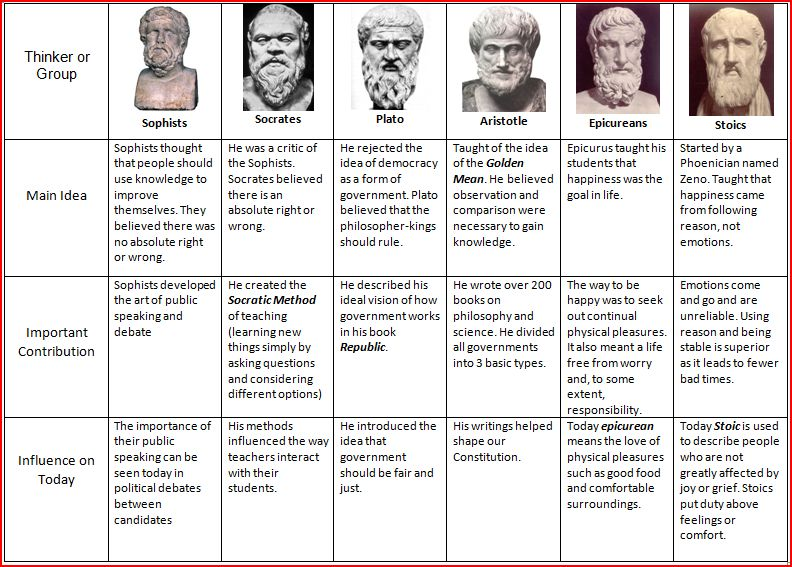 Thinker or
Group
Sophists
Socrates
Plato
Aristotle
Epicureans
Stoics
Main Idea
Sophists thought
that people should
use knowledge to
improve
themselves. They
believed there was
no absolute right
or wrong.
He was a critic of
the Sophists.
Socrates believed
there is an
absolute right or
wrong.
He rejected the
idea of democracy
as a form of
government. Plato
believed that the
philosopher-kings
should rule.
Taught of the idea
of the Golden
Mean. He believed
observation and
comparison were
necessary to gain
knowledge.
Epicurus taught his
students that
happiness was the
goal in life.
Started by a
Phoenician named
Zeno. Taught that
happiness came
from following
reason, not
emotions.
Important
Contribution
Sophists developed
the art of public
speaking and
debate
He created the
Socratic Method
of teaching
(learning new
things simply by
asking questions
and considering
different options)
He described his
ideal vision of how
government works
in his book
Republic.
He wrote over 200
books on
philosophy and
science. He divided
all governments
into 3 basic types.
The way to be
happy was to seek
out continual
physical pleasures.
It also meant a life
free from worry
and, to some
extent,
responsibility.
Emotions come
and go and are
unreliable. Using
reason and being
stable is superior
as it leads to fewer
bad times.
Influence on
Today
The importance of
their public
speaking can be
seen today in
political debates
between
candidates
His methods
influenced the way
teachers interact
with their
students.
He introduced the
idea that
government
should be fair and
just.
His writings helped
shape our
Constitution.
Today epicurean
means the love of
physical pleasures
such as good food
and comfortable
surroundings.
Today Stoic is used
to describe people
who are not
greatly affected by
joy or grief. Stoics
put duty above
feelings or
comfort.